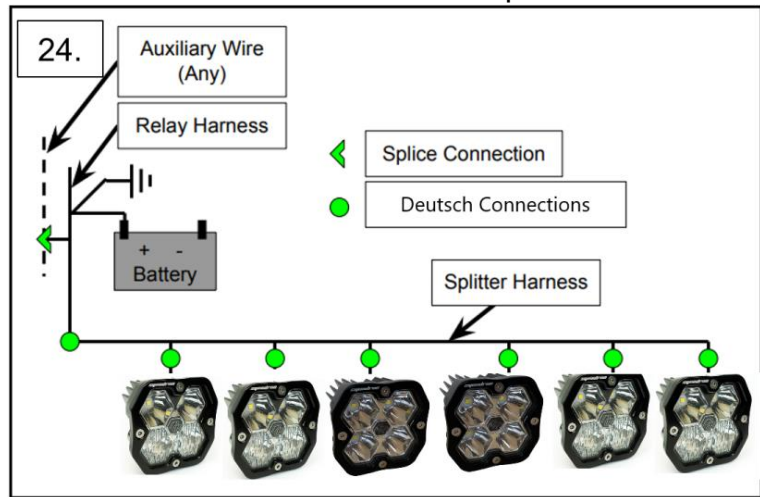 24.
Auxiliary Wire
(Any)
Relay Harness
Splice Connection
Deutsch Connections
+ -
Battery
Splitter Harness